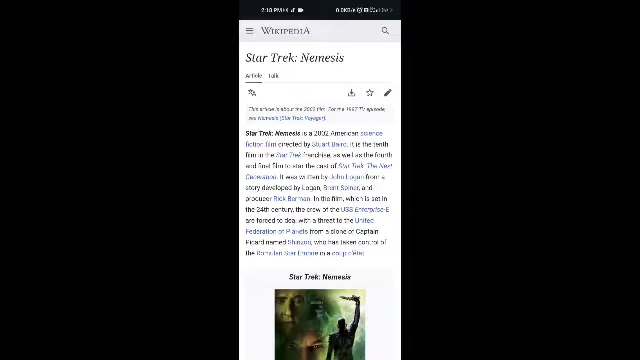 2:18 PM
WIKIPEDIA
Star Trek: Nemesis
Article Talk
This article is about the 2002 film. For the 1997 TV episode,
see Nemesis (Star Trek: Voyager).
Star Trek: Nemesis is a 2002 American science
fiction film directed by Stuart Baird. It is the tenth
film in the Star Trek franchise, as well as the fourth
and final film to star the cast of Star Trek: The Next
Generation. It was written by John Logan from a
story developed by Logan, Brent Spiner, and
producer Rick Berman. In the film, which is set in
the 24th century, the crew of the USS Enterprise-E
are forced to deal with a threat to the United
Federation of Planets from a clone of Captain
Picard named Shinzon, who has taken control of
the Romulan Star Empire in a coup d'état.
Star Trek: Nemesis